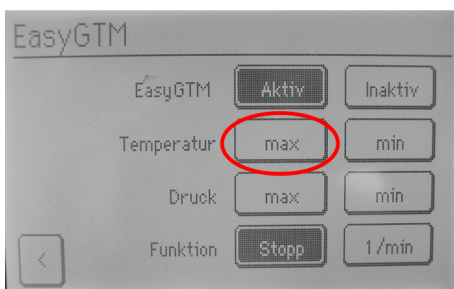 EasyGTM
EasyGTM Aktiv Inaktiv
Temperatur max min
Druck max min
< Funktion Stopp 1/min